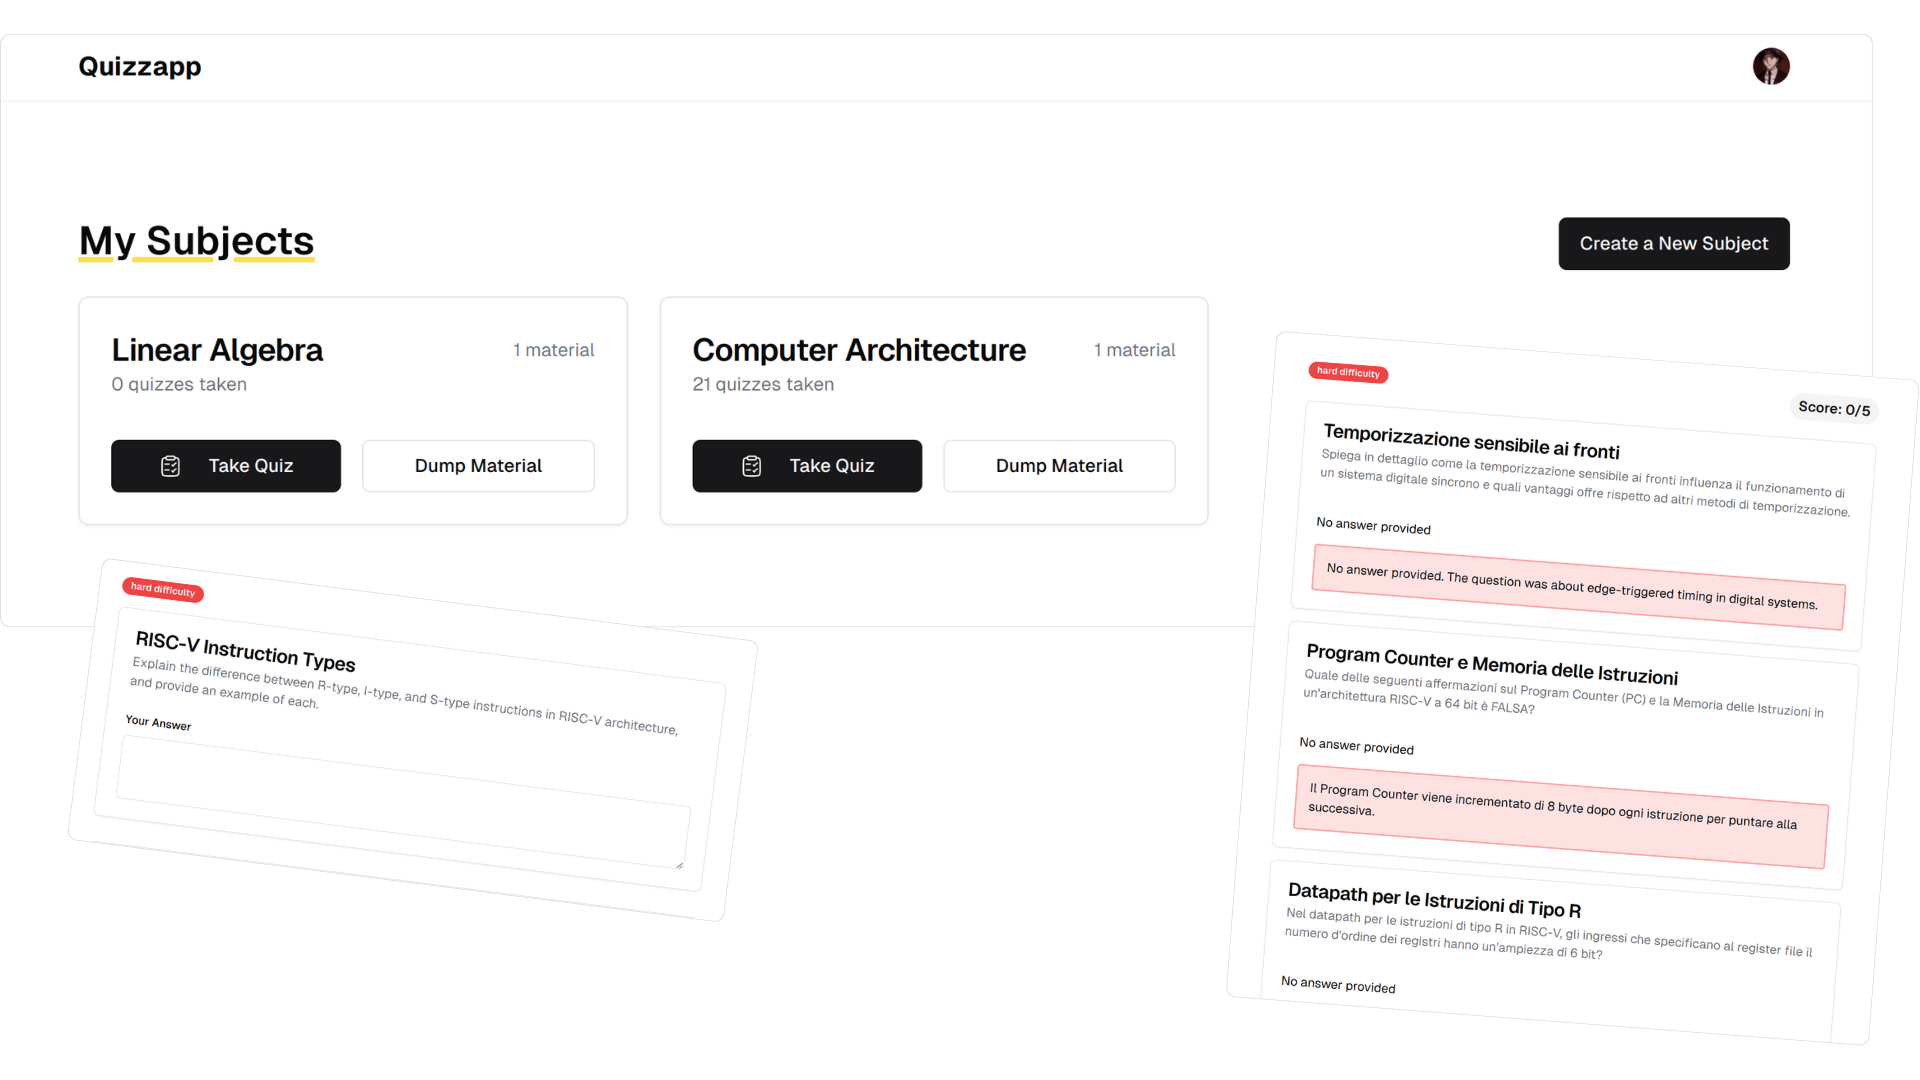 Quizzapp
My Subjects
Create a New Subject
Linear Algebra
1 material
0 quizzes taken
Take Quiz
Dump Material
Computer Architecture
1 material
21 quizzes taken
Take Quiz
Dump Material
hard difficulty
RISC-V Instruction Types
Explain the difference between R-type, I-type, and S-type instructions in RISC-V architecture,
and provide an example of each.
Your Answer
hard difficulty
Score: 0/5
Temporizzazione sensibile ai fronti
Spiega in dettaglio come la temporizzazione sensibile ai fronti influenza il funzionamento di
un sistema digitale sincrono e quali vantaggi offre rispetto ad altri metodi di temporizzazione.
No answer provided
No answer provided. The question was about edge-triggered timing in digital systems.
Program Counter e Memoria delle Istruzioni
Quale delle seguenti affermazioni sul Program Counter (PC) e la Memoria delle Istruzioni in
un'architettura RISC-V a 64 bit è FALSA?
No answer provided
Il Program Counter viene incrementato di 8 byte dopo ogni istruzione per puntare alla
successiva.
Datapath per le Istruzioni di Tipo R
Nel datapath per le istruzioni di tipo R in RISC-V, gli ingressi che specificano al register file il
numero d'ordine dei registri hanno un'ampiezza di 6 bit?
No answer provided